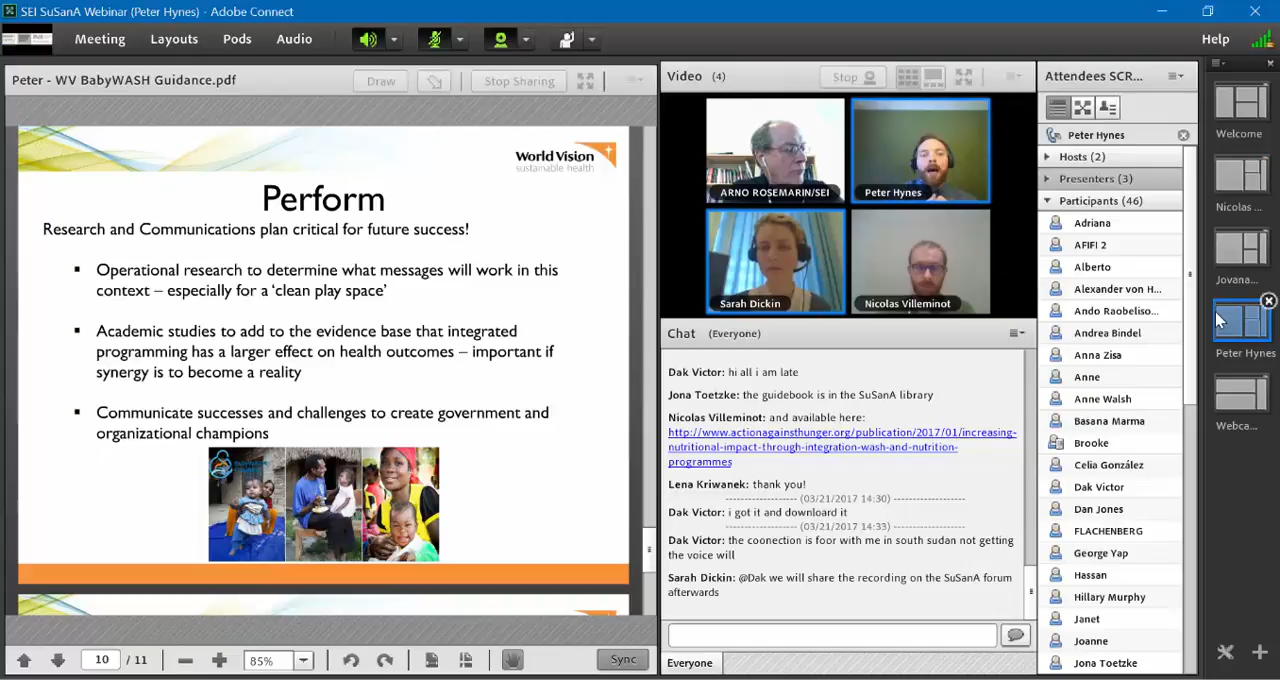 SEI SuSanA Webinar (Peter Hynes) - Adobe Connect
Meeting
Layouts
Pods
Audio
Help
Peter - WV BabyWASH Guidance.pdf
Draw
Stop Sharing
World Vision
sustainable health
Perform
Research and Communications plan critical for future success!
▪ Operational research to determine what messages will work in this
context – especially for a ‘clean play space’
▪ Academic studies to add to the evidence base that integrated
programming has a larger effect on health outcomes – important if
synergy is to become a reality
▪ Communicate successes and challenges to create government and
organizational champions
10 / 11
85%
Sync
Video (4)
Stop
ARNO ROSEMARIN/SEI
Peter Hynes
Sarah Dickin
Nicolas Villeminot
Chat (Everyone)
Dak Victor: hi all i am late
Jona Toetzke: the guidebook is in the SuSanA library
Nicolas Villeminot: and available here:
http://www.actionagainsthunger.org/publication/2017/01/increasing-
nutritional-impact-through-integration-wash-and-nutrition-
programmes
Lena Kriwanek: thank you!
------------------ (03/21/2017 14:30) ------------------
Dak Victor: i got it and downloard it
------------------ (03/21/2017 14:33) ------------------
Dak Victor: the coonection is foor with me in south sudan not getting
the voice will
Sarah Dickin: @Dak we will share the recording on the SuSanA forum
afterwards
Everyone
Attendees SCR...
Peter Hynes
Hosts (2)
Presenters (3)
Participants (46)
Adriana
AFIFI 2
Alberto
Alexander von H...
Ando Raobeliso...
Andrea Bindel
Anna Zisa
Anne
Anne Walsh
Basana Marma
Brooke
Celia González
Dak Victor
Dan Jones
FLACHENBERG
George Yap
Hassan
Hillary Murphy
Janet
Joanne
Jona Toetzke
Welcome
Nicolas ...
Jovana...
Peter Hynes
Webca...